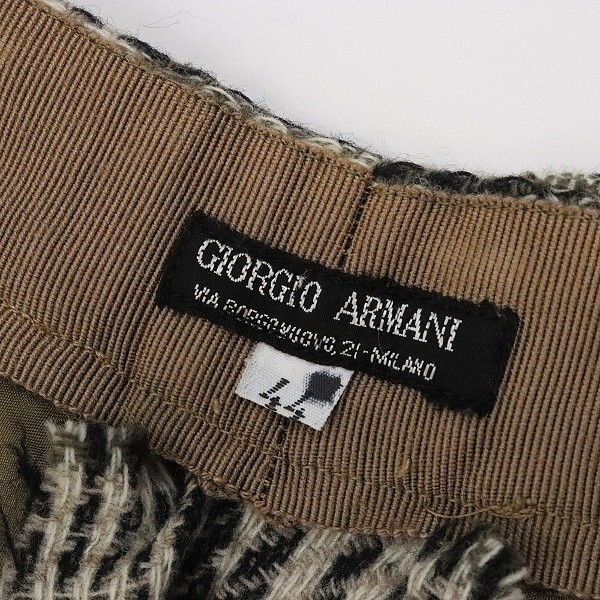 GIORGIO ARMANI
VIA BORGONUOVO, 21-MILANO
44